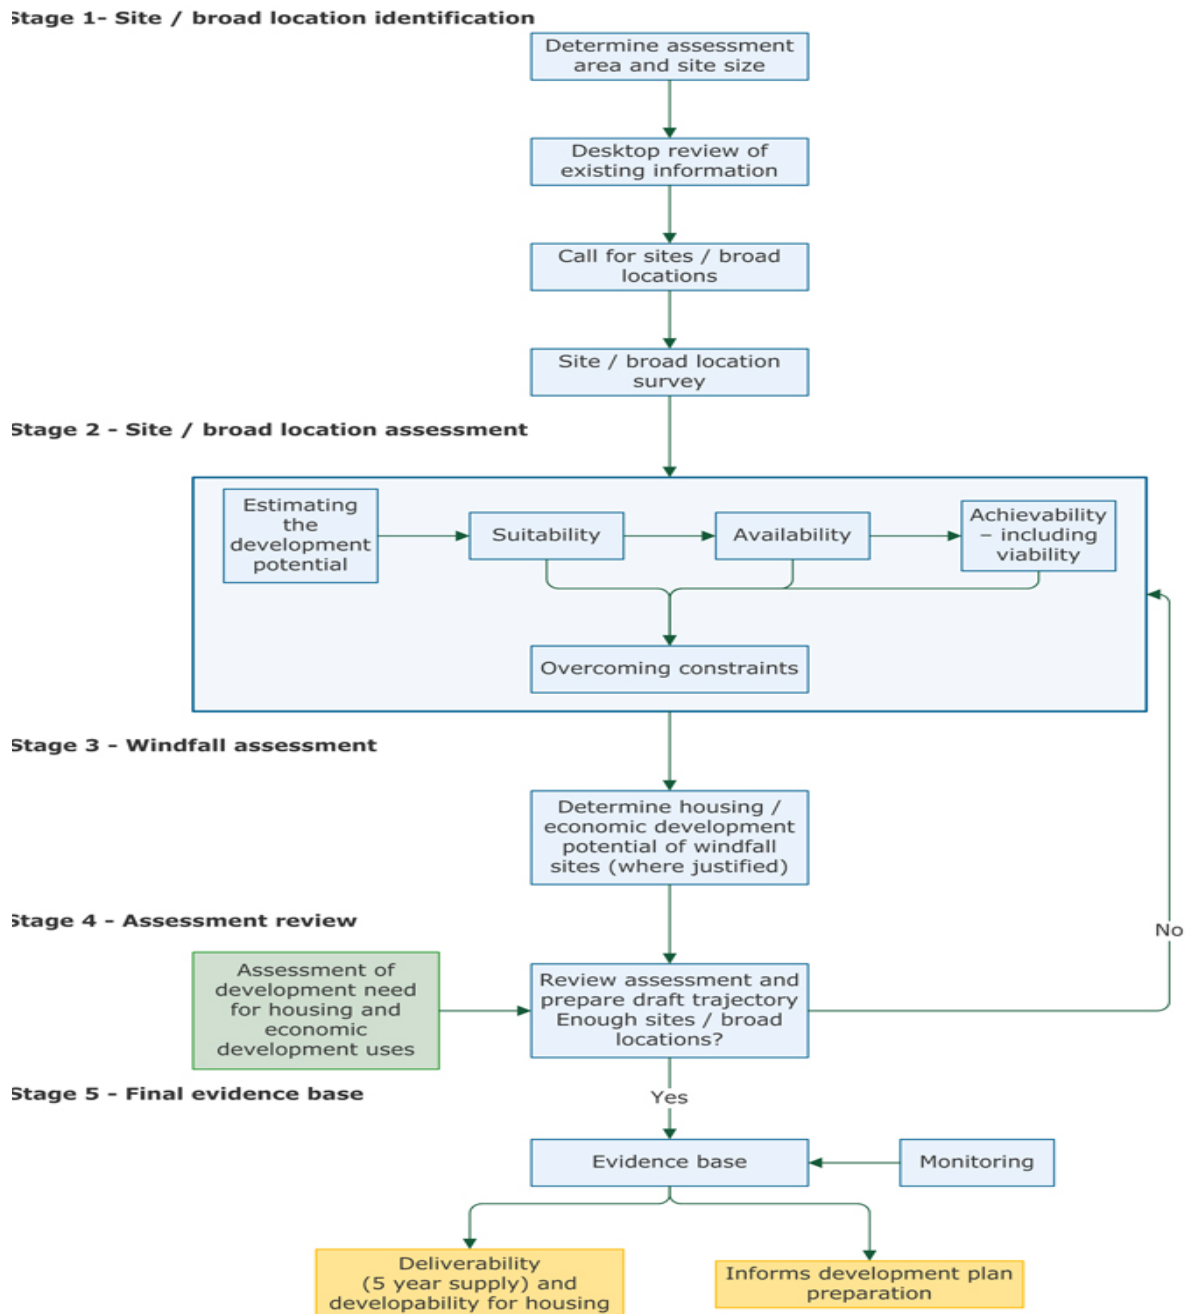 Stage 1- Site / broad location identification
Determine assessment
area and site size
Desktop review of
existing information
Call for sites / broad
locations
Site / broad location
survey
Stage 2 - Site / broad location assessment
Estimating
the
development
potential
Suitability
Availability
Achievability
– including
viability
Overcoming constraints
Stage 3 - Windfall assessment
Determine housing /
economic development
potential of windfall
sites (where justified)
Stage 4 - Assessment review
No
Assessment of
development need
for housing and
economic
development uses
Review assessment and
prepare draft trajectory
Enough sites / broad
locations?
Stage 5 - Final evidence base
Yes
Evidence base
Monitoring
Deliverability
(5 year supply) and
developability for housing
Informs development plan
preparation